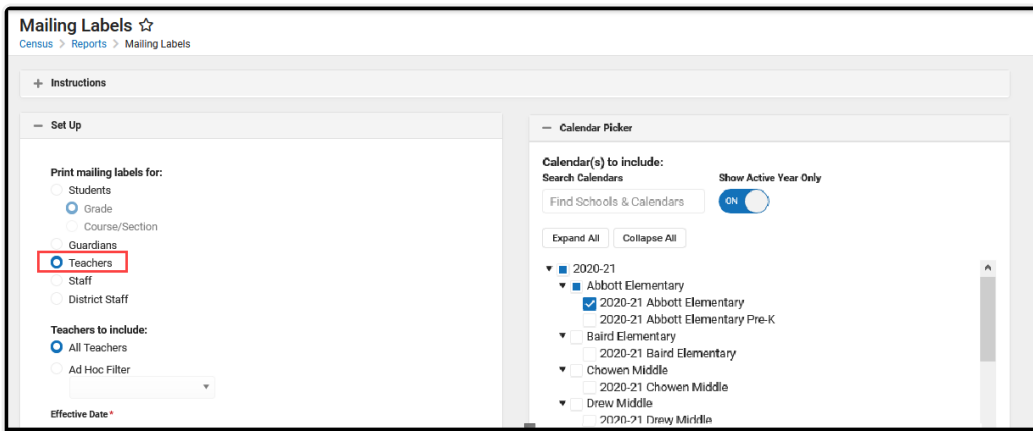 Mailing Labels
Census > Reports > Mailing Labels
+ Instructions
— Set Up
Print mailing labels for:
Students
Grade
Course/Section
Guardians
Teachers
Staff
District Staff
Teachers to include:
All Teachers
Ad Hoc Filter
Effective Date*
— Calendar Picker
Calendar(s) to include:
Search Calendars
Show Active Year Only
Find Schools & Calendars
ON
Expand All
Collapse All
2020-21
Abbott Elementary
2020-21 Abbott Elementary
2020-21 Abbott Elementary Pre-K
Baird Elementary
2020-21 Baird Elementary
Chowen Middle
2020-21 Chowen Middle
Drew Middle
2020-21 Drew Middle